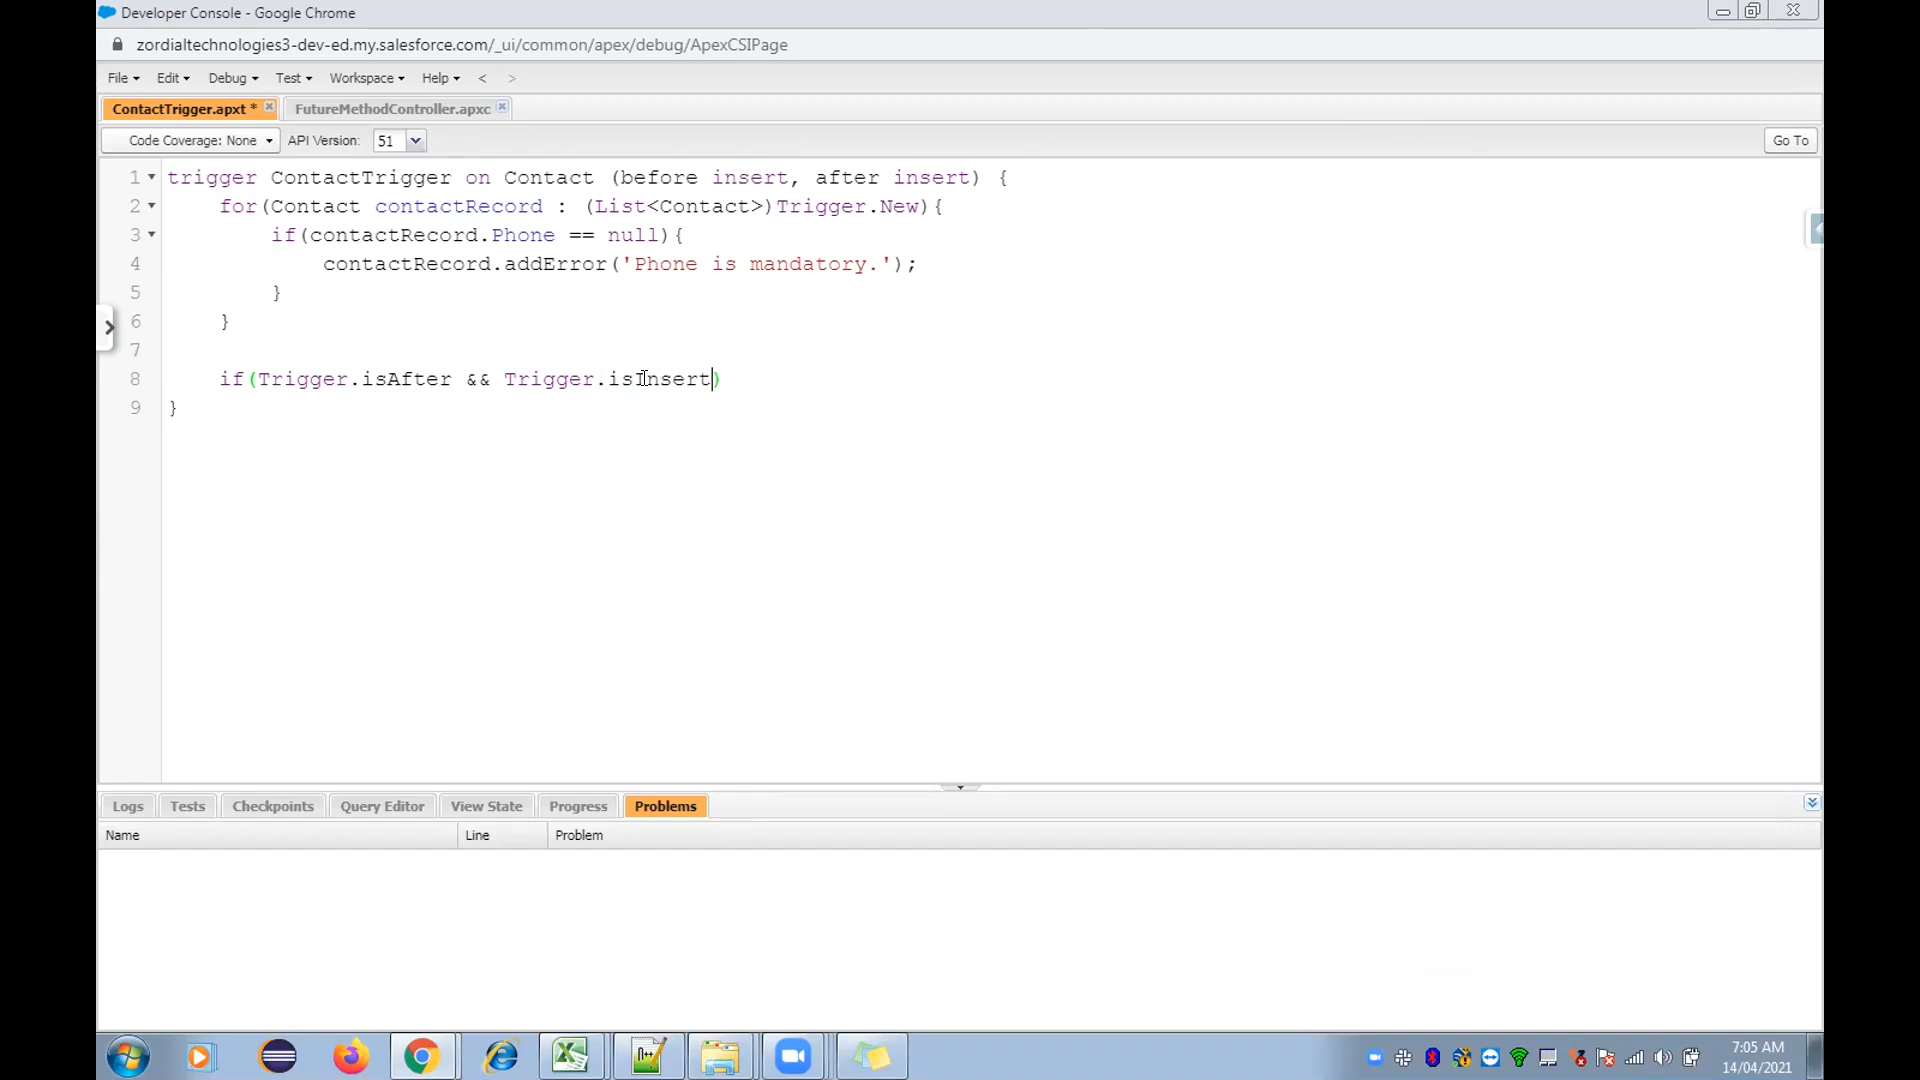 Developer Console - Google Chrome
zordialtechnologies3-dev-ed.my.salesforce.com/_ui/common/apex/debug/ApexCSIPage
File Edit Debug Test Workspace Help < >
ContactTrigger.apxt * FutureMethodController.apxc
Code Coverage: None API Version: 51 Go To
1 trigger ContactTrigger on Contact (before insert, after insert) {
2 for(Contact contactRecord : (List<Contact>)Trigger.New){
3 if(contactRecord.Phone == null){
4 contactRecord.addError('Phone is mandatory.');
5 }
6 }
7
8 if(Trigger.isAfter && Trigger.isInsert)
9 }
Logs Tests Checkpoints Query Editor View State Progress Problems
Name Line Problem
7:05 AM
14/04/2021